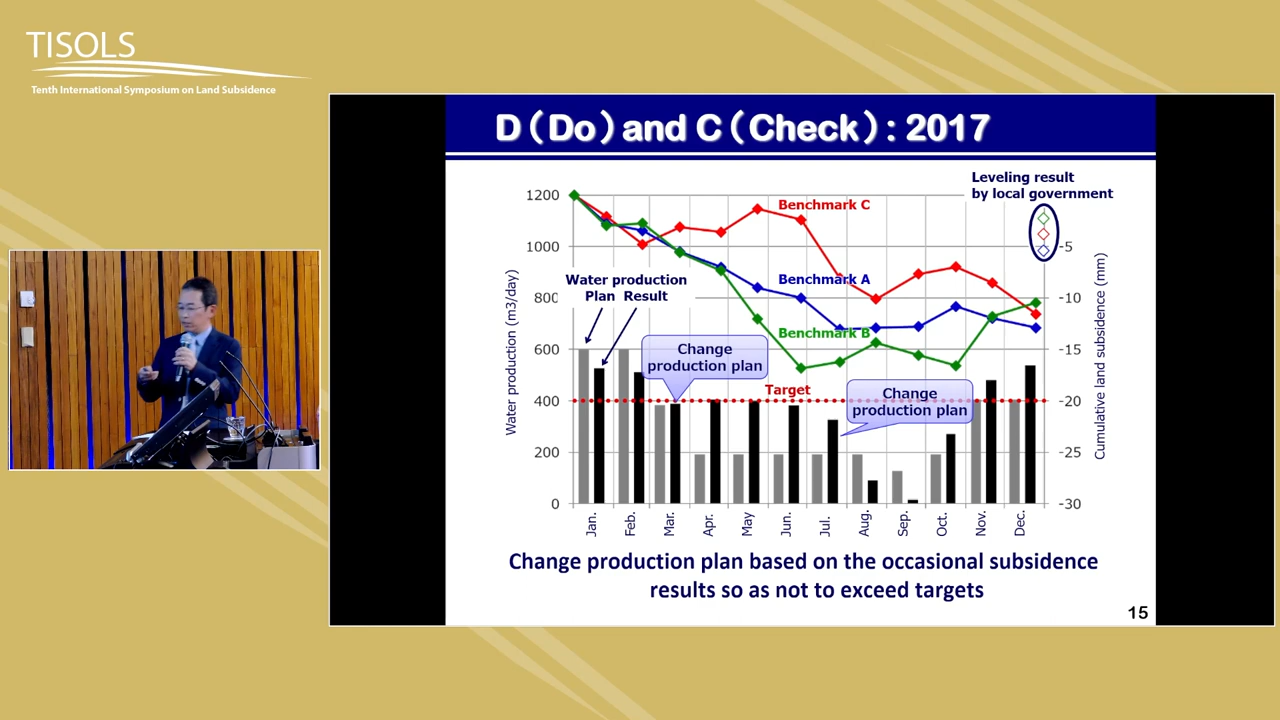 TISOLS
Tenth International Symposium on Land Subsidence
D (Do) and C (Check) : 2017
Leveling result
by local government
1200
1000
800
600
400
200
0
Water production (m3/day)
Benchmark C
Benchmark A
Benchmark B
Water production
Plan Result
Change
production plan
Target
Change
production plan
-5
-10
-15
-20
-25
-30
Cumulative land subsidence (mm)
Jan.
Feb.
Mar.
Apr.
May
Jun.
Jul.
Aug.
Sep.
Oct.
Nov.
Dec.
Change production plan based on the occasional subsidence
results so as not to exceed targets
15